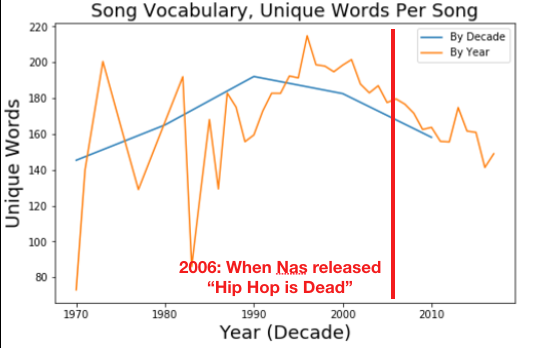 Song Vocabulary, Unique Words Per Song
By Decade
By Year
Unique Words
220
200
180
160
140
120
100
80
2006: When Nas released
“Hip Hop is Dead”
1970
1980
1990
2000
2010
Year (Decade)